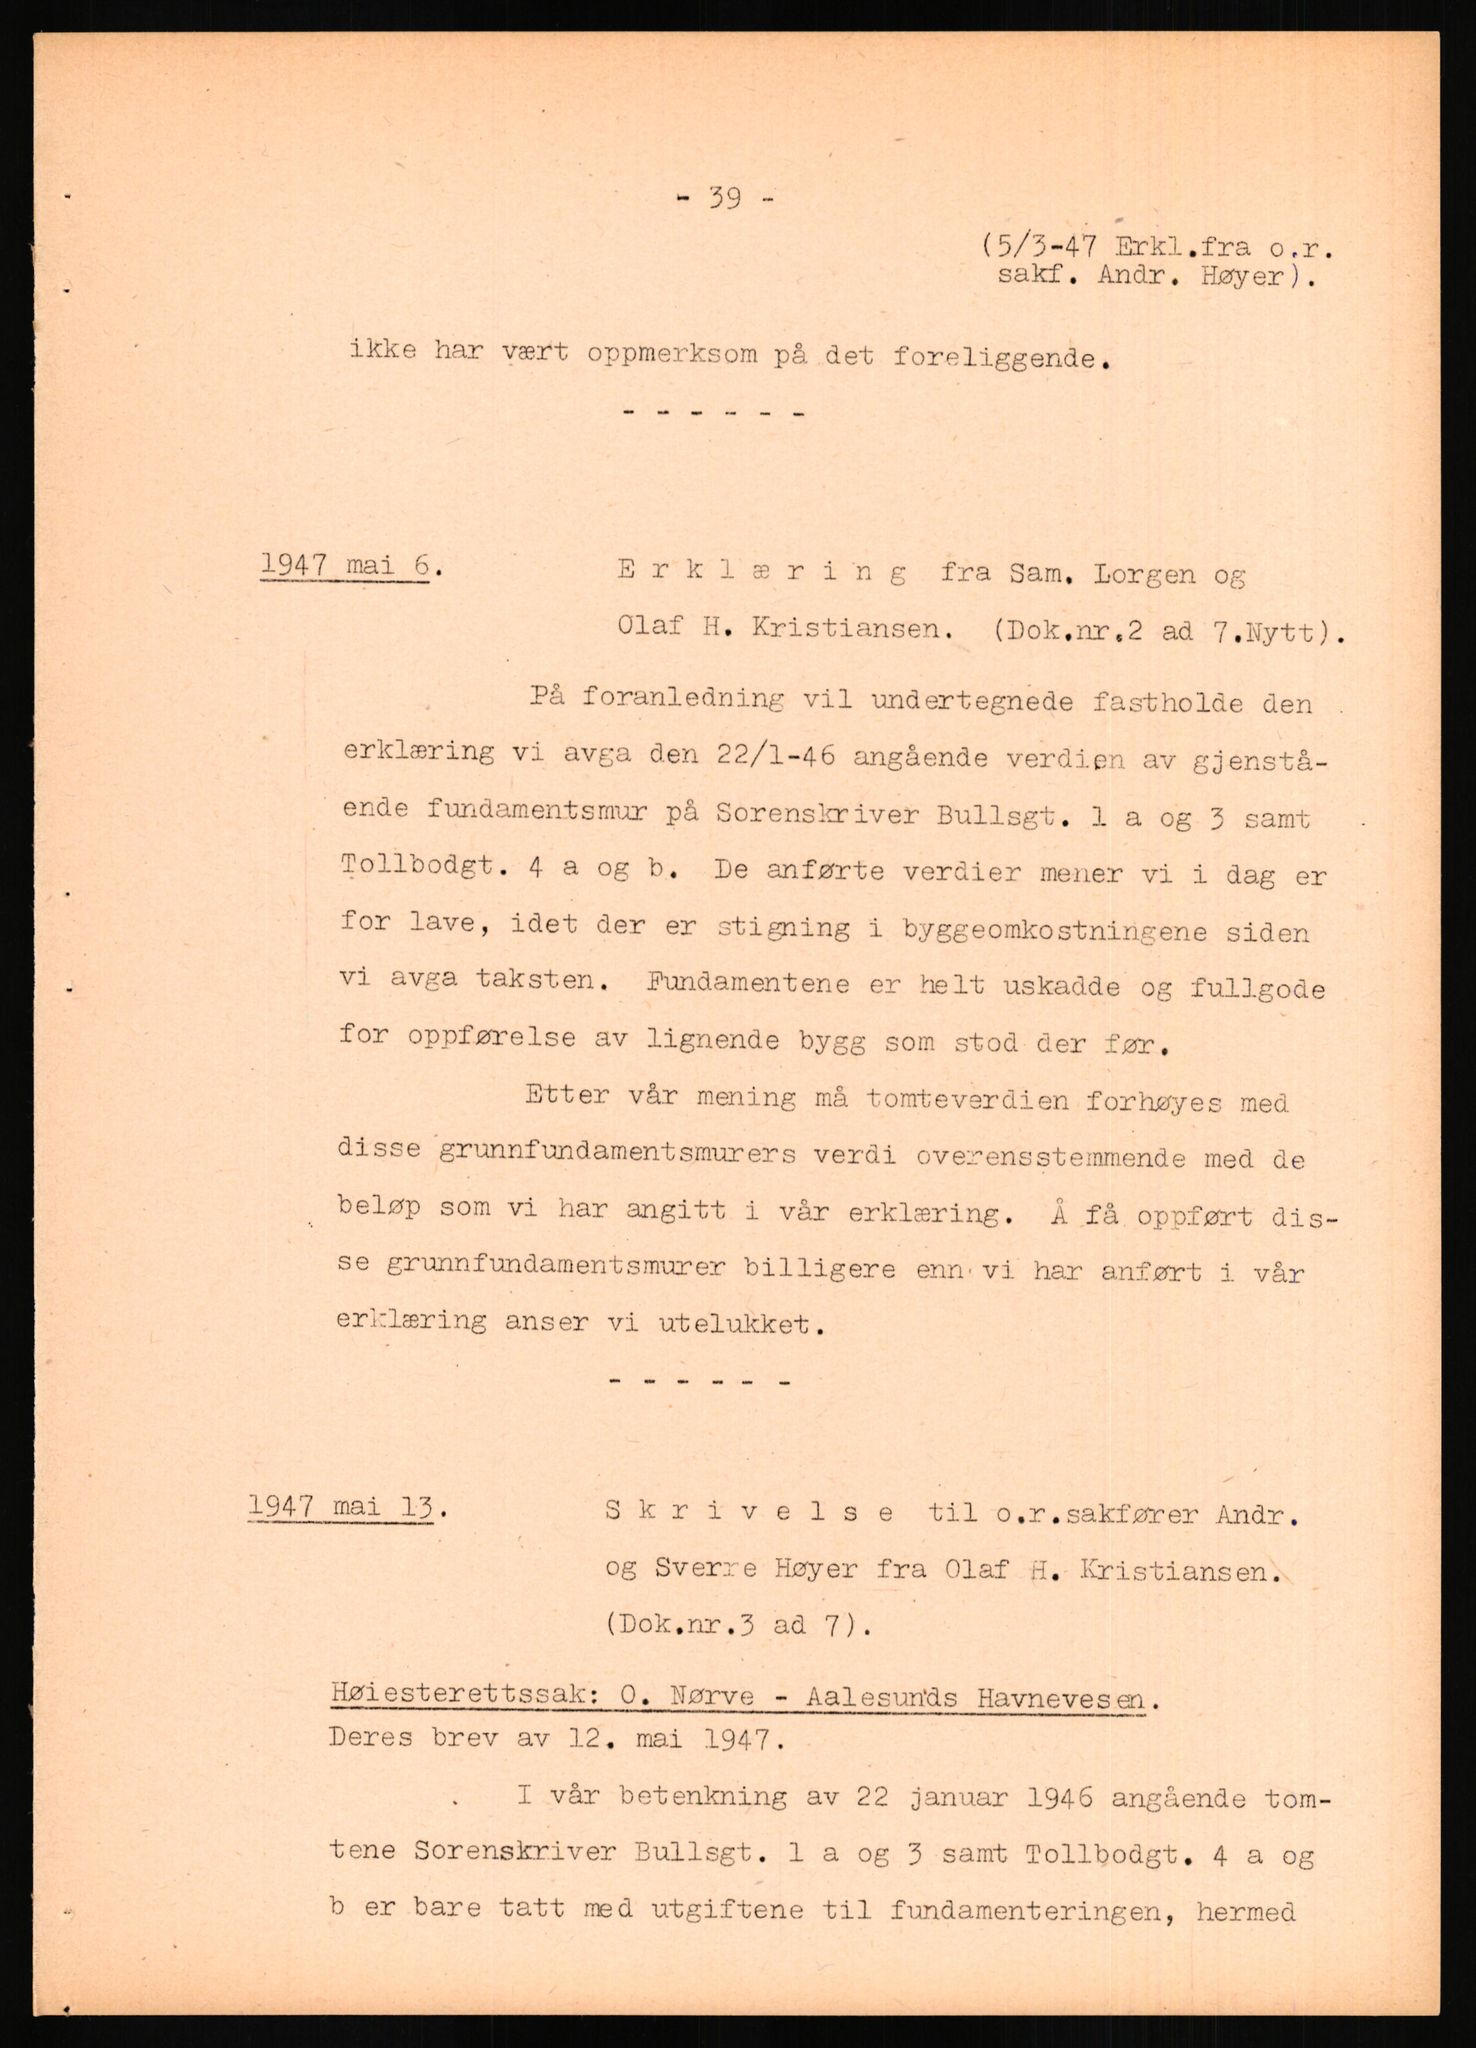 - 39 -
(5/3-47 Erkl.fra o.r.
sakf. Andr. Høyer).
ikke har vært oppmerksom på det foreliggende.
- - - - - -
1947 mai 6.
E r k l æ r i n g fra Sam. Lorgen og
Olaf H. Kristiansen. (Dok.nr.2 ad 7.Nytt).
På foranledning vil undertegnede fastholde den
erklæring vi avga den 22/1-46 angående verdien av gjenstå-
ende fundamentsmur på Sorenskriver Bullsgt. 1 a og 3 samt
Tollbodgt. 4 a og b. De anførte verdier mener vi i dag er
for lave, idet der er stigning i byggeomkostningene siden
vi avga taksten. Fundamentene er helt uskadde og fullgode
for oppførelse av lignende bygg som stod der før.
Etter vår mening må tomteverdien forhøyes med
disse grunnfundamentsmurers verdi overensstemmende med de
beløp som vi har angitt i vår erklæring. Å få oppført dis-
se grunnfundamentsmurer billigere enn vi har anført i vår
erklæring anser vi utelukket.
- - - - - -
1947 mai 13.
S k r i v e l s e til o.r.sakfører Andr.
og Sverre Høyer fra Olaf H. Kristiansen.
(Dok.nr.3 ad 7).
Høiesterettssak: O. Nørve - Aalesunds Havnevesen.
Deres brev av 12. mai 1947.
I vår betenkning av 22 januar 1946 angående tom-
tene Sorenskriver Bullsgt. 1 a og 3 samt Tollbodgt. 4 a og
b er bare tatt med utgiftene til fundamenteringen, hermed